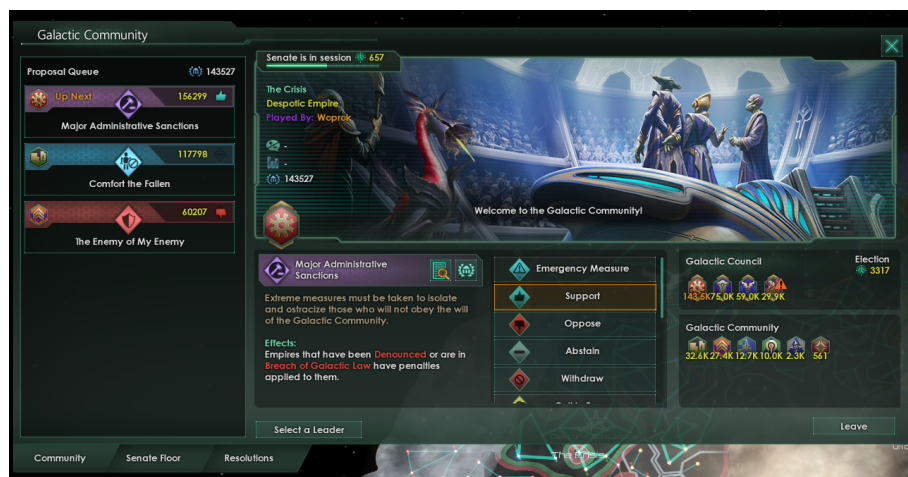 Galactic Community
Proposal Queue
143527
Up Next
156299
Major Administrative Sanctions
117798
Comfort the Fallen
60207
The Enemy of My Enemy
Senate is in session 657
The Crisis
Despotic Empire
Played By: Woprok
-
-
143527
Welcome to the Galactic Community!
Major Administrative
Sanctions
Extreme measures must be taken to isolate
and ostracize those who will not obey the will
of the Galactic Community.
Effects:
Empires that have been Denounced or are in
Breach of Galactic Law have penalties
applied to them.
Emergency Measure
Support
Oppose
Abstain
Withdraw
Galactic Council
Election
3317
143.5K 75.0K 59.0K 29.9K
Galactic Community
32.6K 27.4K 12.7K 10.0K 2.3K 561
Select a Leader
Leave
Community
Senate Floor
Resolutions
The Crisis